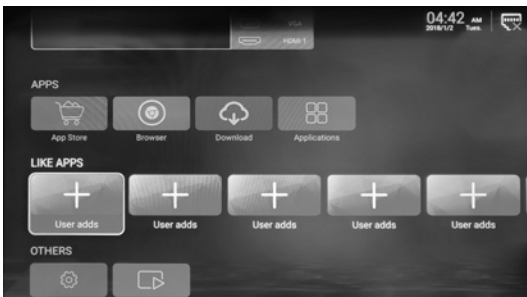 VGA
HDMI 1
04:42 AM
2018/1/2 Tues.
APPS
App Store
Browser
Download
Applications
LIKE APPS
User adds
User adds
User adds
User adds
User adds
OTHERS